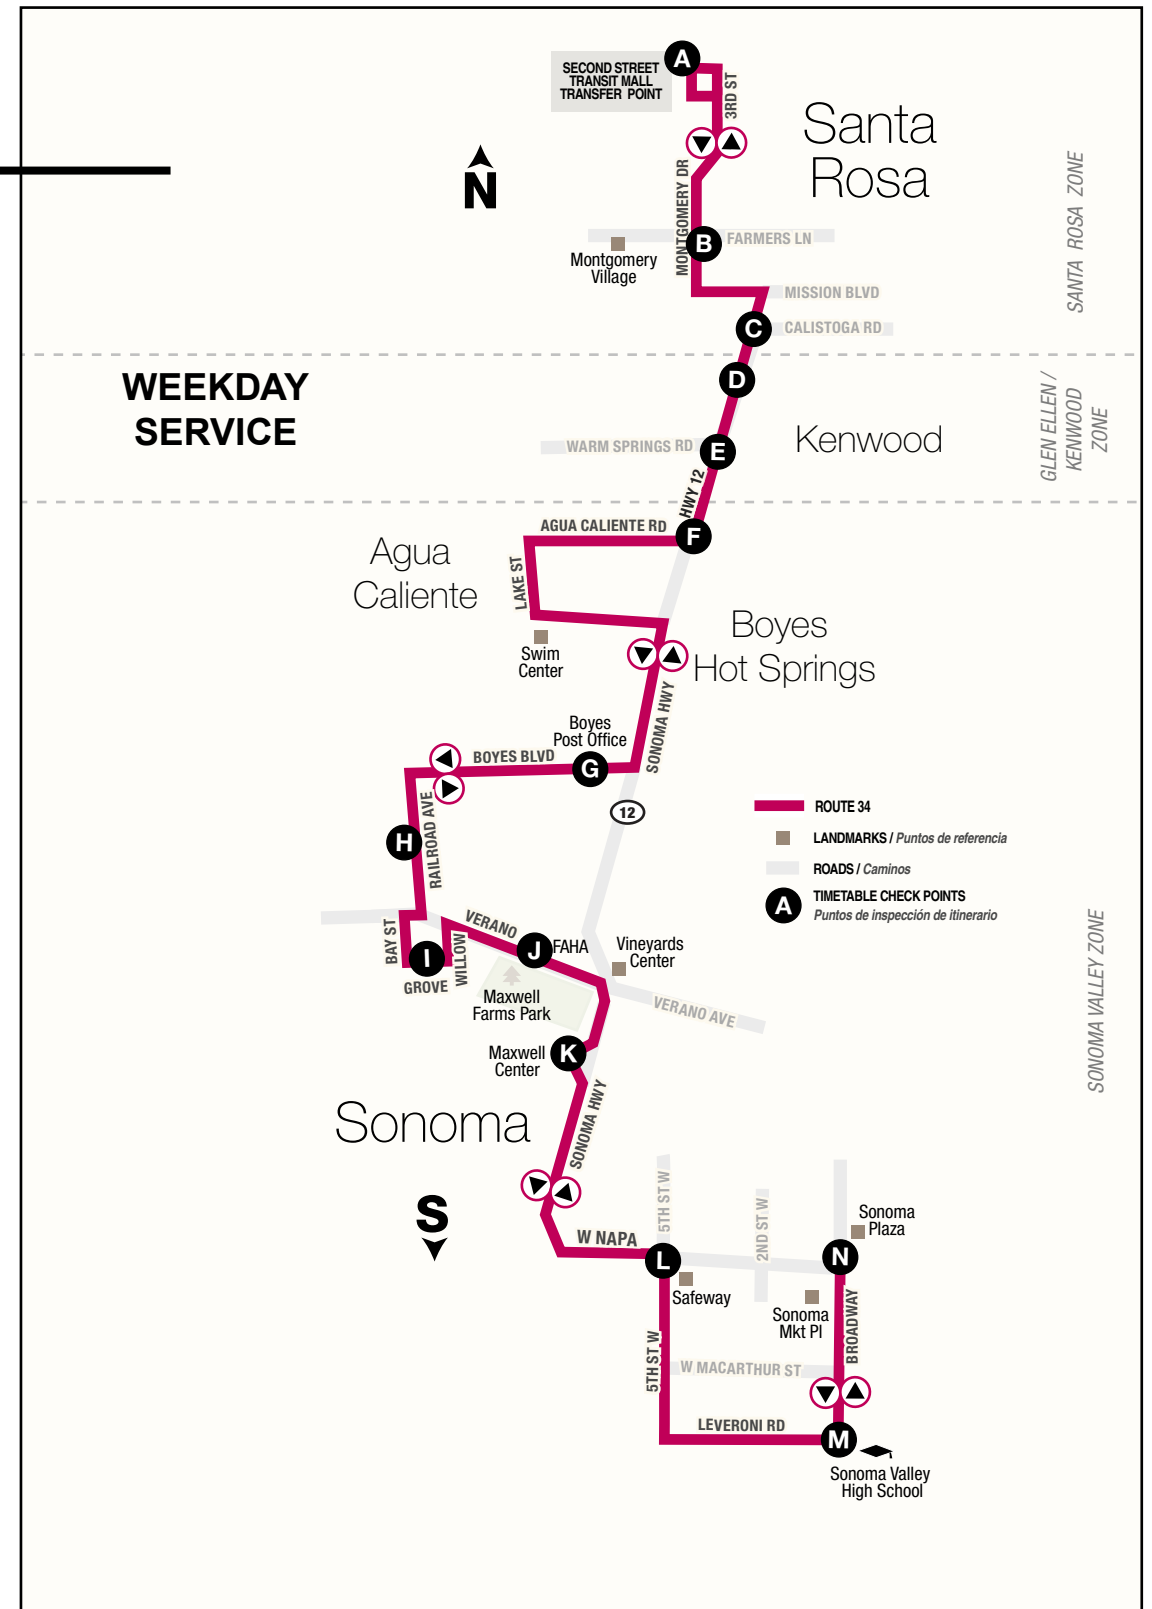 A
SECOND STREET
TRANSIT MALL
TRANSFER POINT
3RD ST
Santa
Rosa
N
MONTGOMERY DR
SANTA ROSA ZONE
B
FARMERS LN
Montgomery
Village
MISSION BLVD
C
CALISTOGA RD
WEEKDAY
SERVICE
D
GLEN ELLEN /
KENWOOD
ZONE
WARM SPRINGS RD
E
Kenwood
HWY 12
AGUA CALIENTE RD
F
Agua
Caliente
LAKE ST
Boyes
Hot Springs
Swim
Center
SONOMA HWY
Boyes
Post Office
BOYES BLVD
G
12
ROUTE 34
RAILROAD AVE
H
LANDMARKS / Puntos de referencia
ROADS / Caminos
A
TIMETABLE CHECK POINTS
Puntos de inspección de itinerario
BAY ST
VERANO
WILLOW
I
GROVE
J
FAHA
Vineyards
Center
Maxwell
Farms Park
VERANO AVE
SONOMA VALLEY ZONE
Maxwell
Center
K
Sonoma
SONOMA HWY
S
5TH ST W
2ND ST W
Sonoma
Plaza
W NAPA
L
N
Safeway
Sonoma
Mkt Pl
BROADWAY
5TH ST W
W MACARTHUR ST
LEVERONI RD
M
Sonoma Valley
High School